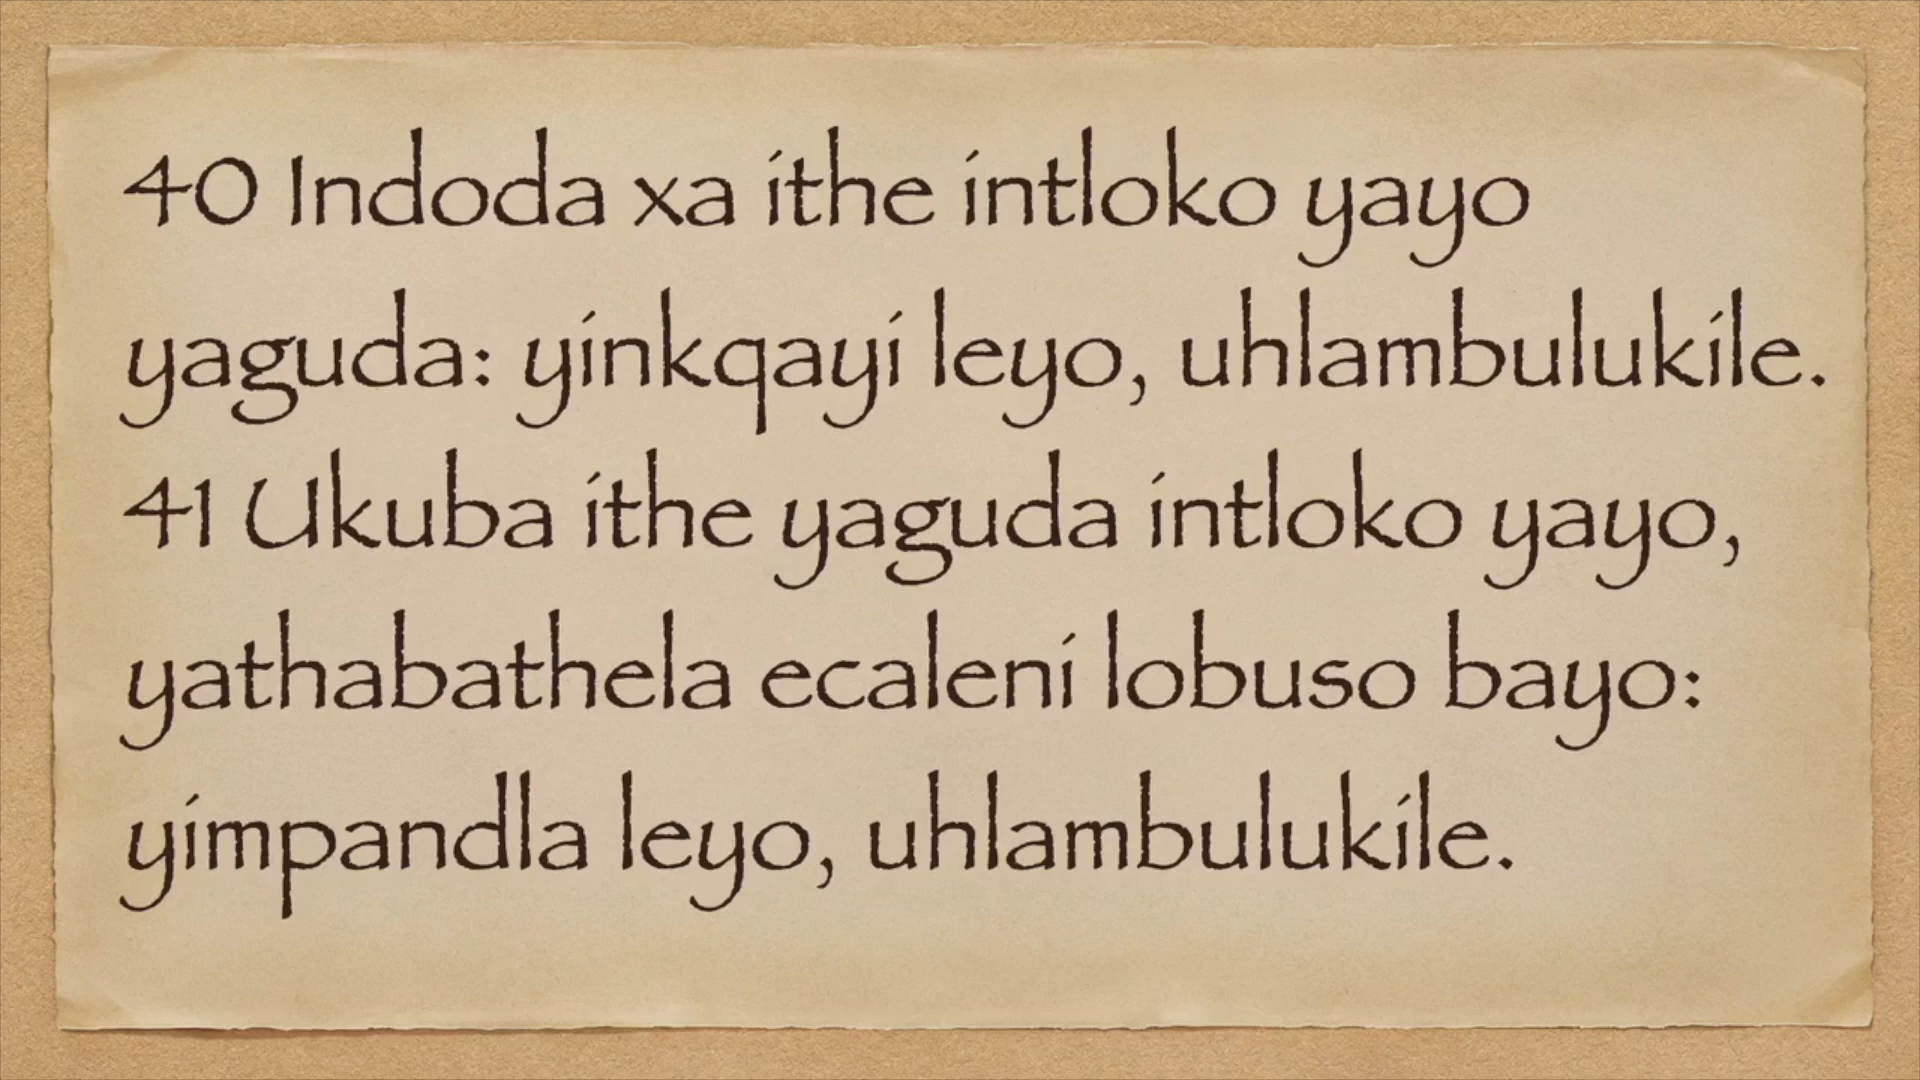 40 Indoda xa ithe intloko yayo
yaguda: yinkqayi leyo, uhlambulukile.
41 Ukuba ithe yaguda intloko yayo,
yathabathela ecaleni lobuso bayo:
yimpandla leyo, uhlambulukile.